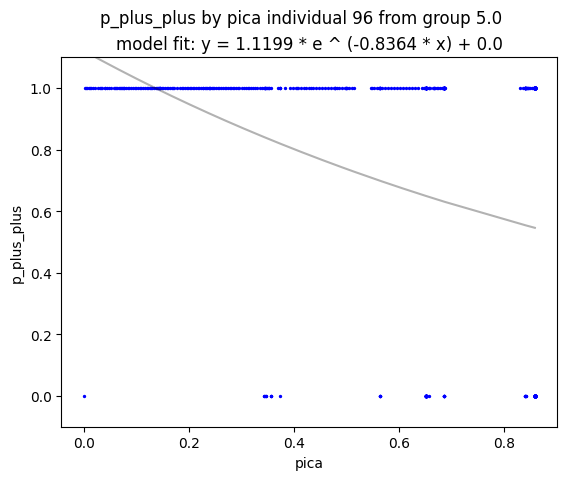 p_plus_plus by pica individual 96 from group 5.0
model fit: y = 1.1199 * e ^ (-0.8364 * x) + 0.0
1.0
0.8
0.6
0.4
0.2
0.0
p_plus_plus
0.0 0.2 0.4 0.6 0.8
pica